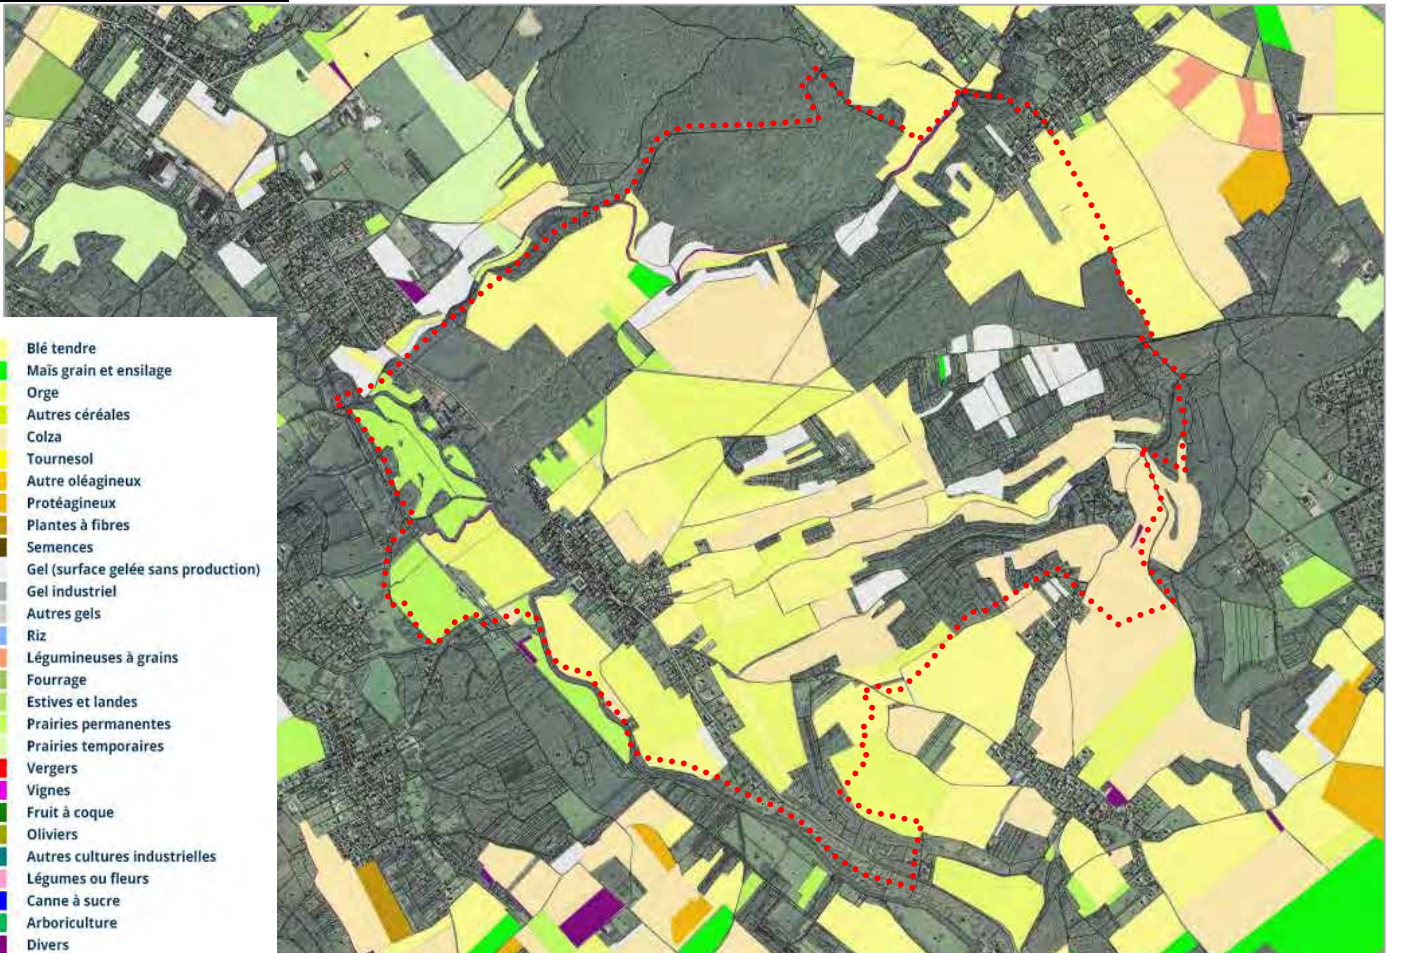 Blé tendre
Maïs grain et ensilage
Orge
Autres céréales
Colza
Tournesol
Autre oléagineux
Protéagineux
Plantes à fibres
Semences
Gel (surface gelée sans production)
Gel industriel
Autres gels
Riz
Légumineuses à grains
Fourrage
Estives et landes
Prairies permanentes
Prairies temporaires
Vergers
Vignes
Fruit à coque
Oliviers
Autres cultures industrielles
Légumes ou fleurs
Canne à sucre
Arboriculture
Divers